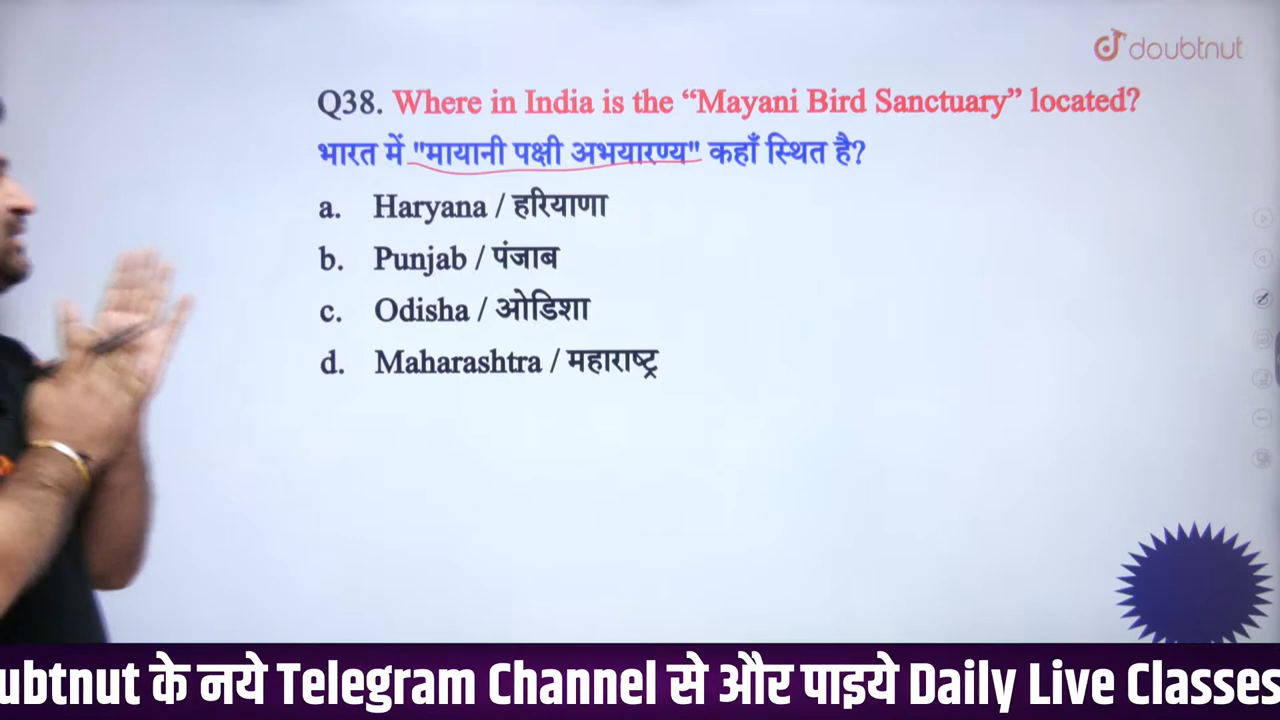 doubtnut
Q38. Where in India is the “Mayani Bird Sanctuary” located?
भारत में "मायानी पक्षी अभयारण्य" कहाँ स्थित है?
a. Haryana / हरियाणा
b. Punjab / पंजाब
c. Odisha / ओडिशा
d. Maharashtra / महाराष्ट्र
ubtnut के नये Telegram Channel से और पाइये Daily Live Classes